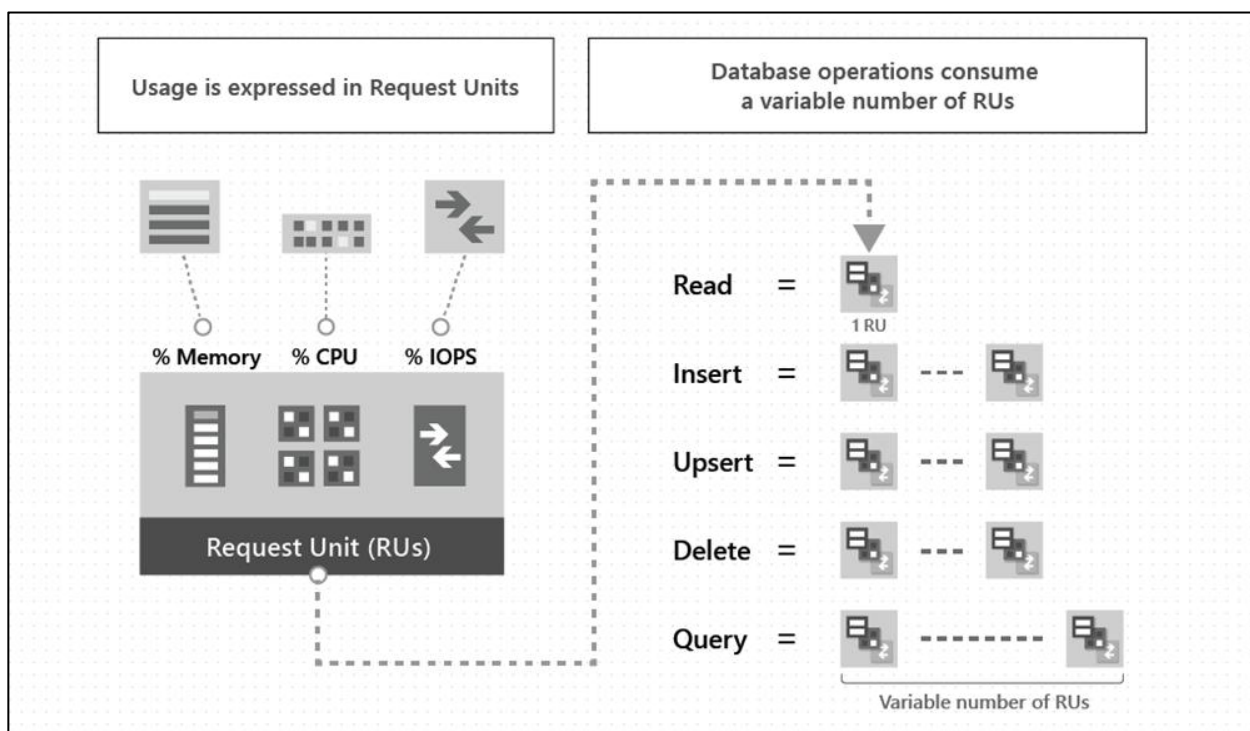 Usage is expressed in Request Units
Database operations consume
a variable number of RUs
% Memory
% CPU
% IOPS
Request Unit (RUs)
Read =
1 RU
Insert =
Upsert =
Delete =
Query =
Variable number of RUs